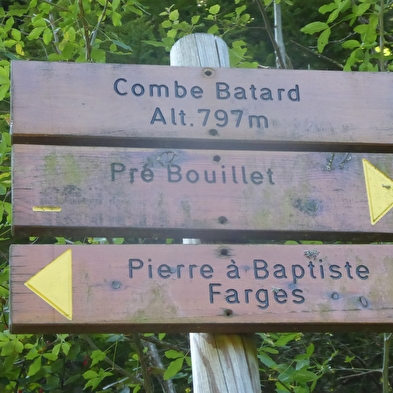 Combe Batard
Alt. 797m
Pré Bouillet
Pierre à Baptiste
Farges